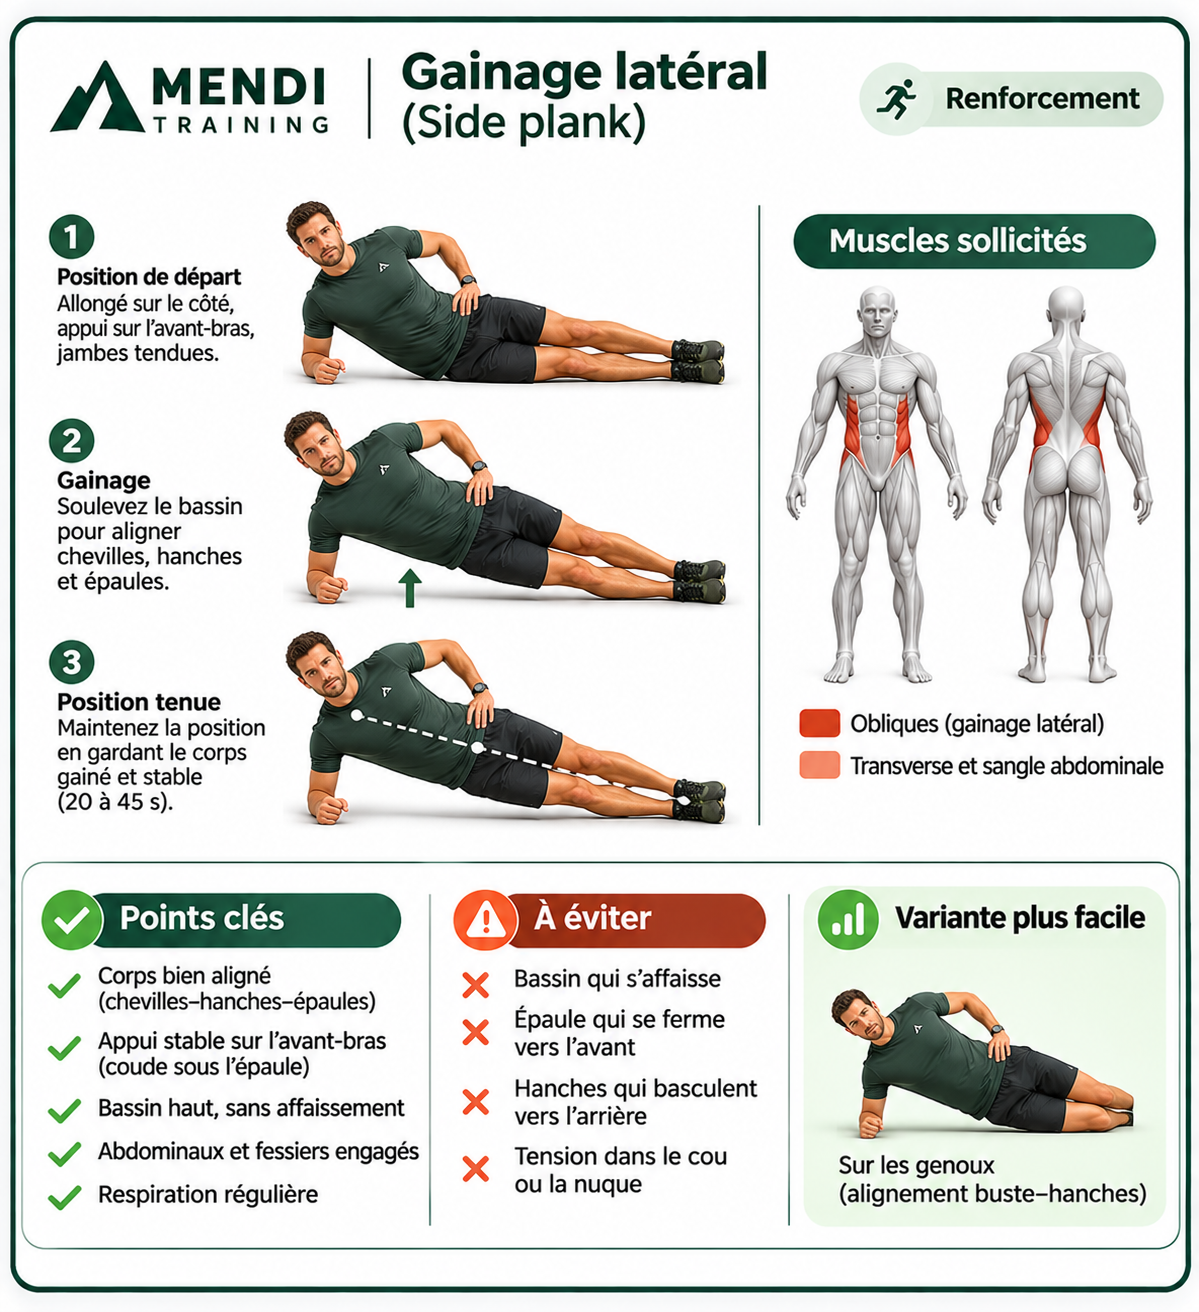 MENDI
TRAINING
Gainage latéral
(Side plank)
Renforcement
1
Position de départ
Allongé sur le côté,
appui sur l'avant-bras,
jambes tendues.
2
Gainage
Soulevez le bassin
pour aligner
chevilles, hanches
et épaules.
3
Position tenue
Maintenez la position
en gardant le corps
gainé et stable
(20 à 45 s).
Muscles sollicités
Obliques (gainage latéral)
Transverse et sangle abdominale
Points clés
Corps bien aligné
(chevilles–hanches–épaules)
Appui stable sur l'avant-bras
(coude sous l'épaule)
Bassin haut, sans affaissement
Abdominaux et fessiers engagés
Respiration régulière
À éviter
Bassin qui s'affaisse
Épaule qui se ferme
vers l'avant
Hanches qui basculent
vers l'arrière
Tension dans le cou
ou la nuque
Variante plus facile
Sur les genoux
(alignement buste–hanches)